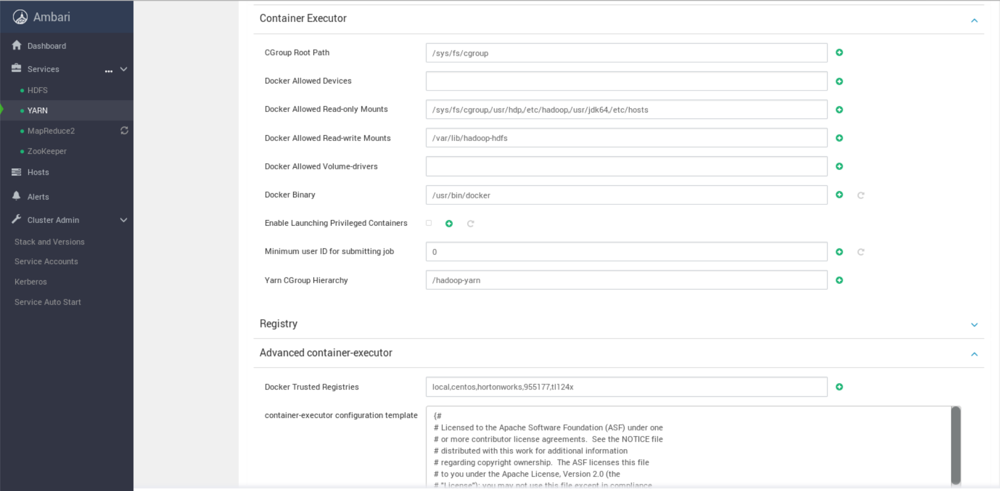 Ambari
Dashboard
Services ...
HDFS
YARN
MapReduce2
ZooKeeper
Hosts
Alerts
Cluster Admin
Stack and Versions
Service Accounts
Kerberos
Service Auto Start
Container Executor
CGroup Root Path /sys/fs/cgroup
Docker Allowed Devices
Docker Allowed Read-only Mounts /sys/fs/cgroup,/usr/hdp,/etc/hadoop,/usr/jdk64,/etc/hosts
Docker Allowed Read-write Mounts /var/lib/hadoop-hdfs
Docker Allowed Volume-drivers
Docker Binary /usr/bin/docker
Enable Launching Privileged Containers
Minimum user ID for submitting job 0
Yarn CGroup Hierarchy /hadoop-yarn
Registry
Advanced container-executor
Docker Trusted Registries local,centos,hortonworks,955177,tl124x
container-executor configuration template {#
# Licensed to the Apache Software Foundation (ASF) under one
# or more contributor license agreements.  See the NOTICE file
# distributed with this work for additional information
# regarding copyright ownership.  The ASF licenses this file
# to you under the Apache License, Version 2.0 (the
# "License"); you may not use this file except in compliance